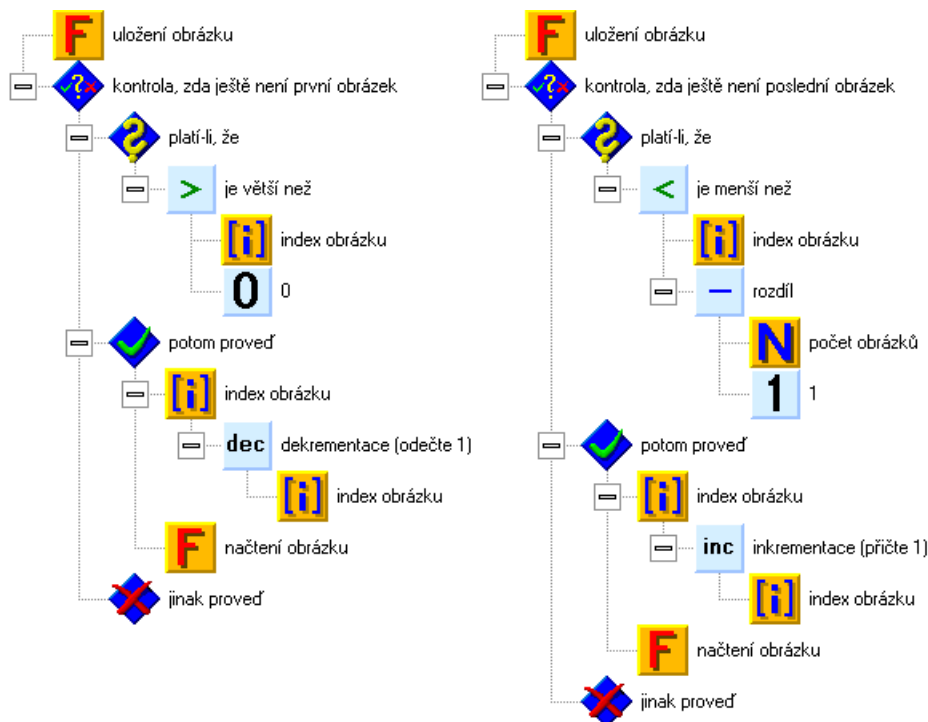 F uložení obrázku
? kontrola, zda ještě není první obrázek
? platí-li, že
> je větší než
[i] index obrázku
0 0
potom proveď
[i] index obrázku
dec dekrementace (odečte 1)
[i] index obrázku
F načtení obrázku
jinak proveď
F uložení obrázku
? kontrola, zda ještě není poslední obrázek
? platí-li, že
< je menší než
[i] index obrázku
− rozdíl
N počet obrázků
1 1
potom proveď
[i] index obrázku
inc inkrementace (přičte 1)
[i] index obrázku
F načtení obrázku
jinak proveď